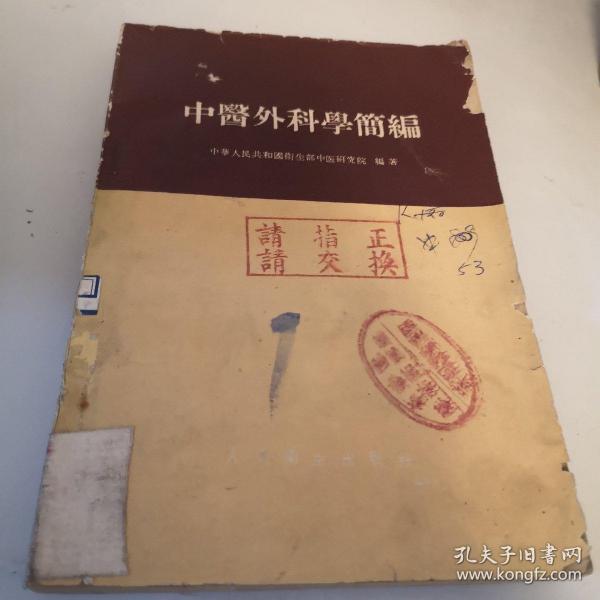 中醫外科學簡編
中華人民共和國衛生部中医研究院 編著
請指正
請交換
53
人民衛生出版社
孔夫子旧书网
www.kongfz.com